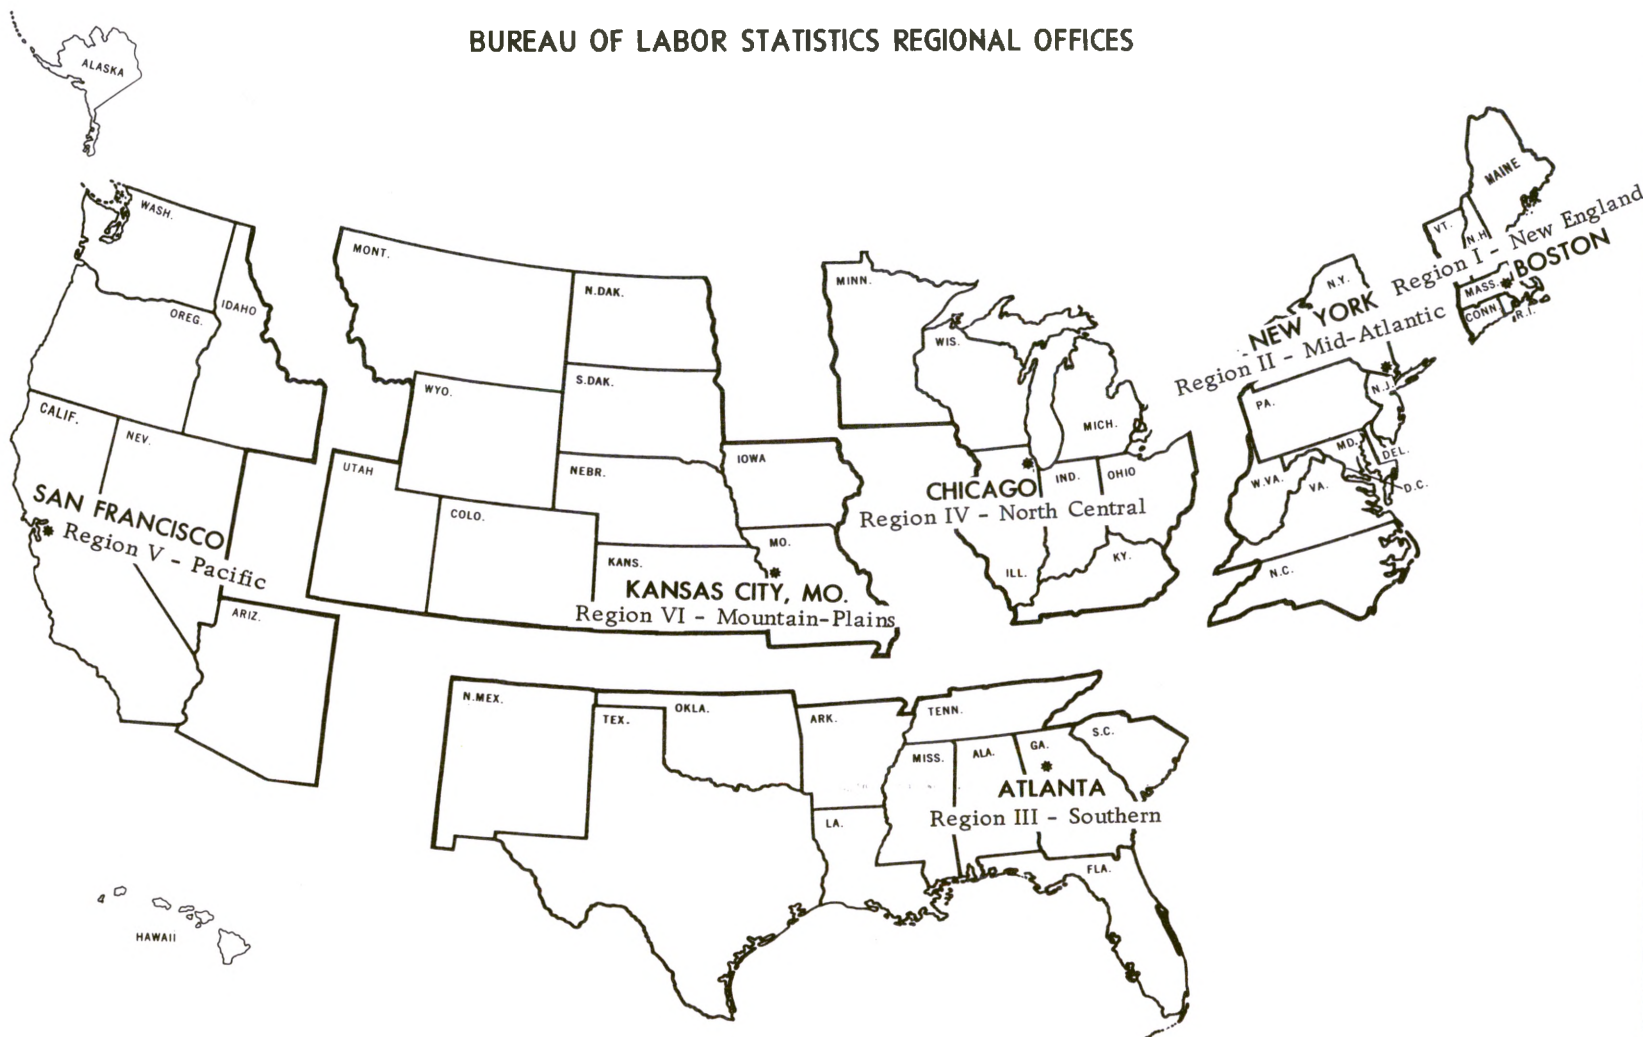 BUREAU OF LABOR STATISTICS REGIONAL OFFICES
ALASKA
WASH.
MONT.
N.DAK.
MINN.
MAINE
VT.
N.H.
Region I - New England
BOSTON
MASS.
CONN.
R.I.
IDAHO
OREG.
WYO.
S.DAK.
WIS.
MICH.
N.Y.
NEW YORK
Region II - Mid-Atlantic
PA.
N.J.
MD.
DEL.
D.C.
W.VA.
VA.
N.C.
CALIF.
NEV.
UTAH
COLO.
NEBR.
IOWA
KANS.
MO.
IND.
OHIO
CHICAGO
Region IV - North Central
ILL.
KY.
SAN FRANCISCO
Region V - Pacific
KANSAS CITY, MO.
Region VI - Mountain-Plains
ARIZ.
N.MEX.
TEX.
OKLA.
ARK.
TENN.
MISS.
ALA.
GA.
S.C.
ATLANTA
Region III - Southern
LA.
FLA.
HAWAII